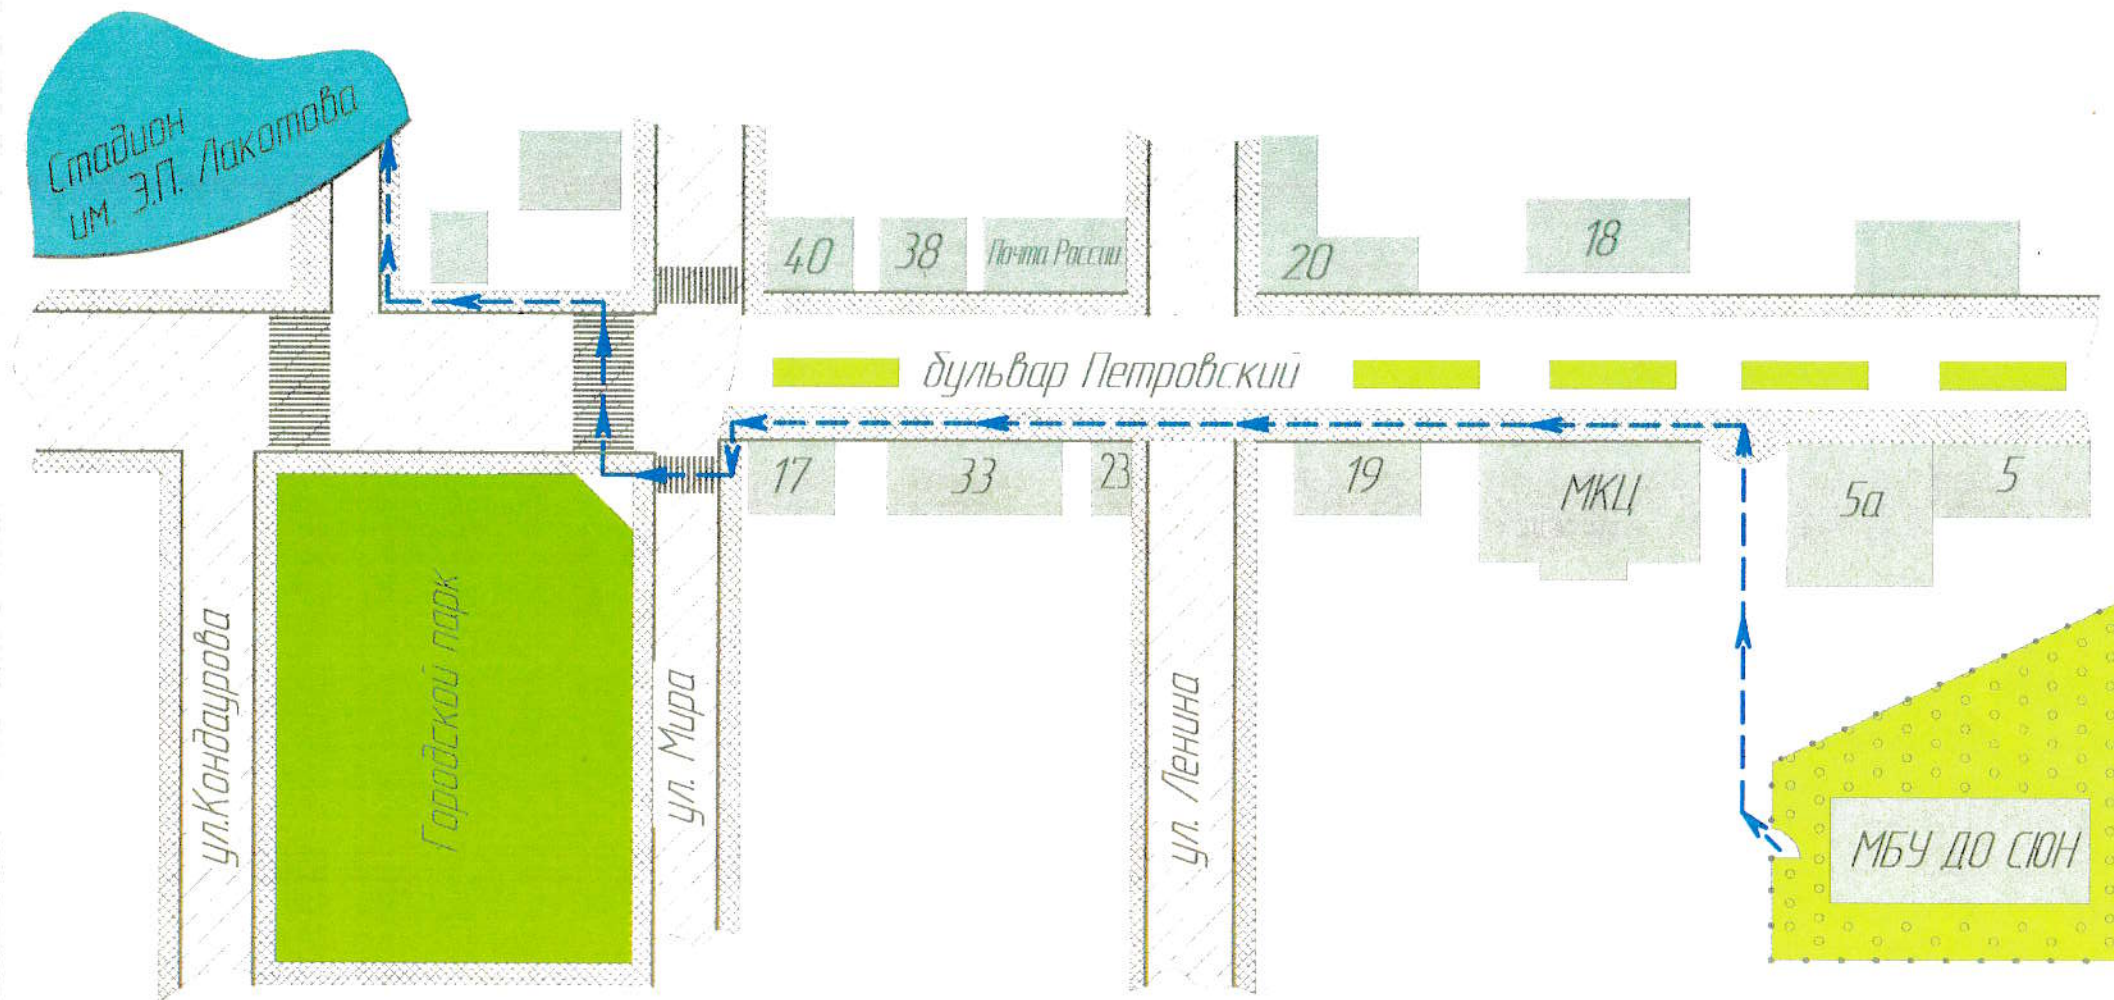 Стадион
им. Э.П. Лакотова
40
38
Почта России
20
18
бульвар Петровский
17
33
23
19
МКЦ
5а
5
ул.Кондаурова
Городской парк
ул. Мира
ул. Ленина
МБУ ДО СЮН